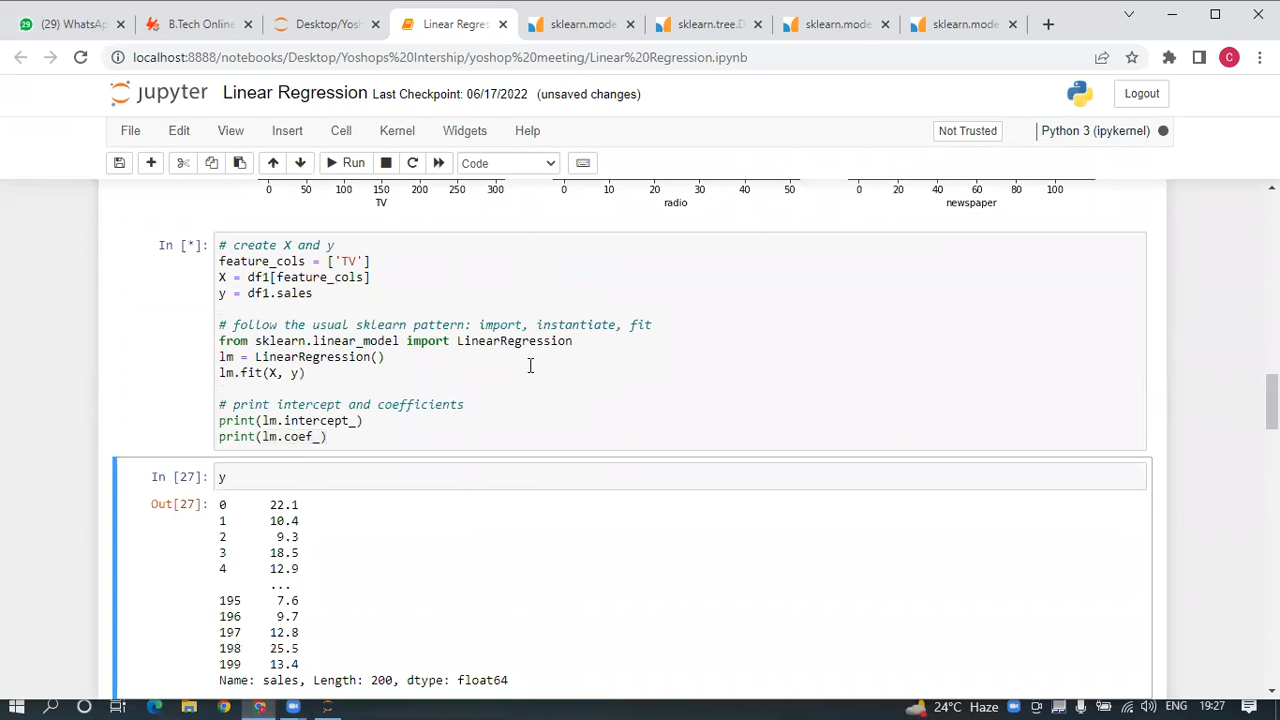 (29) WhatsApp
B.Tech Online
Desktop/Yosh
Linear Regres
sklearn.mode
sklearn.tree.D
sklearn.mode
sklearn.mode
localhost:8888/notebooks/Desktop/Yoshops%20Intership/yoshop%20meeting/Linear%20Regression.ipynb
C
jupyter Linear Regression Last Checkpoint: 06/17/2022 (unsaved changes)
Logout
File Edit View Insert Cell Kernel Widgets Help
Not Trusted
Python 3 (ipykernel)
Run
Code
0 50 100 150 200 250 300
0 10 20 30 40 50
0 20 40 60 80 100
TV
radio
newspaper
In [*]:
# create X and y
feature_cols = ['TV']
X = df1[feature_cols]
y = df1.sales
# follow the usual sklearn pattern: import, instantiate, fit
from sklearn.linear_model import LinearRegression
lm = LinearRegression()
lm.fit(X, y)
# print intercept and coefficients
print(lm.intercept_)
print(lm.coef_)
In [27]: y
Out[27]:
0 22.1
1 10.4
2 9.3
3 18.5
4 12.9
...
195 7.6
196 9.7
197 12.8
198 25.5
199 13.4
Name: sales, Length: 200, dtype: float64
24°C Haze
ENG
19:27